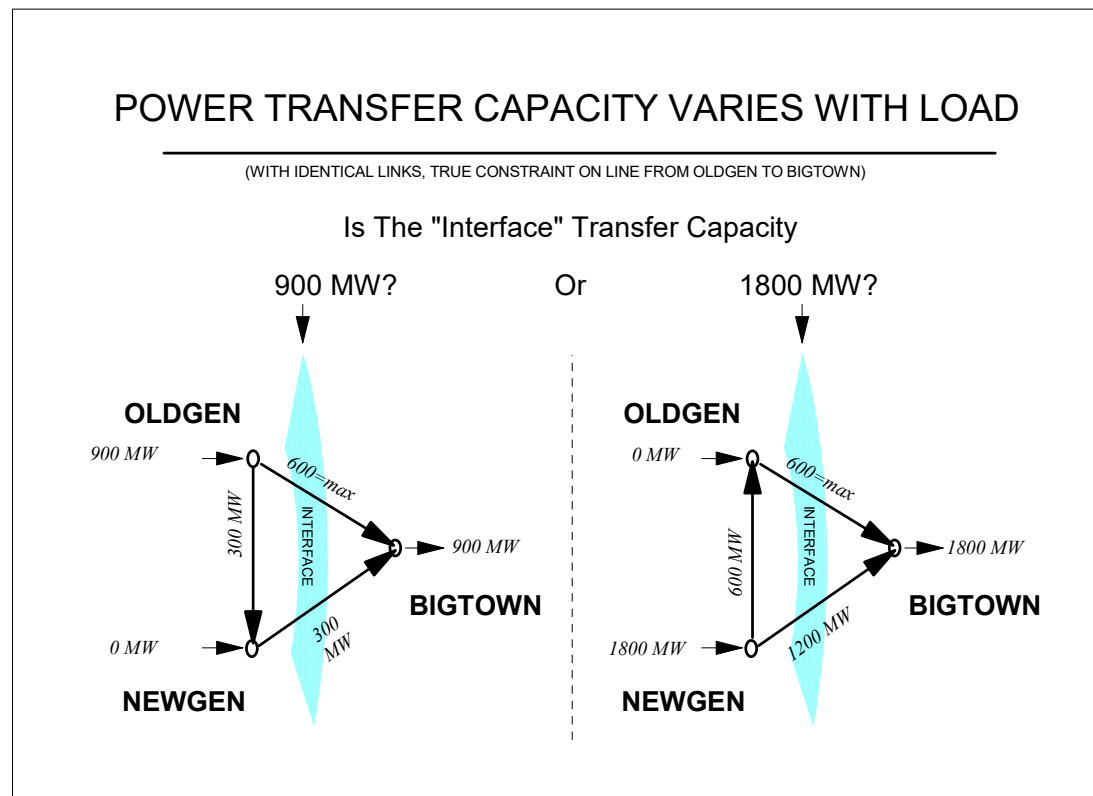 POWER TRANSFER CAPACITY VARIES WITH LOAD
(WITH IDENTICAL LINKS, TRUE CONSTRAINT ON LINE FROM OLDGEN TO BIGTOWN)
Is The "Interface" Transfer Capacity
900 MW?
Or
1800 MW?
OLDGEN
900 MW
600=max
300 MW
INTERFACE
900 MW
BIGTOWN
300
MW
0 MW
NEWGEN
OLDGEN
0 MW
600=max
600 MW
INTERFACE
1800 MW
BIGTOWN
1200 MW
1800 MW
NEWGEN